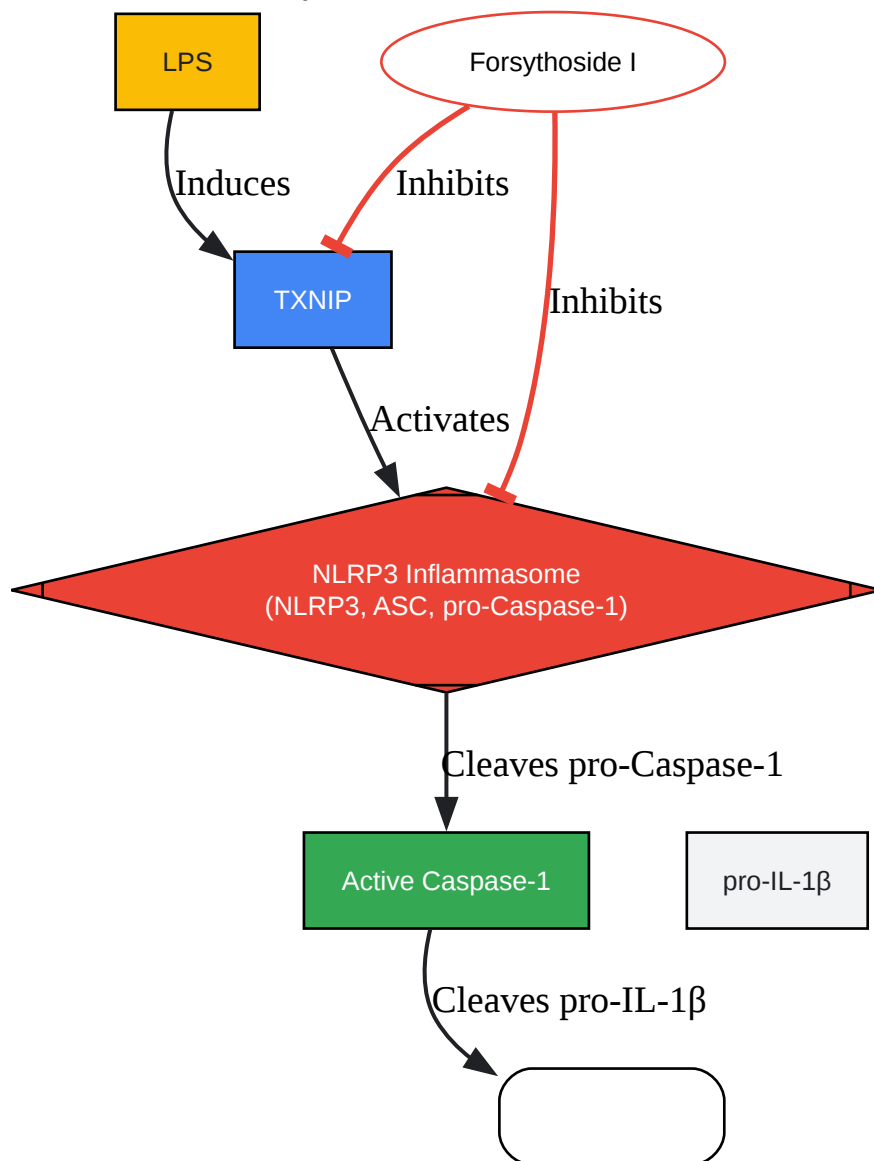 LPS
Forsythoside I
Induces
Inhibits
TXNIP
Inhibits
Activates
NLRP3 Inflammasome
(NLRP3, ASC, pro-Caspase-1)
Cleaves pro-Caspase-1
Active Caspase-1
pro-IL-1β
Cleaves pro-IL-1β